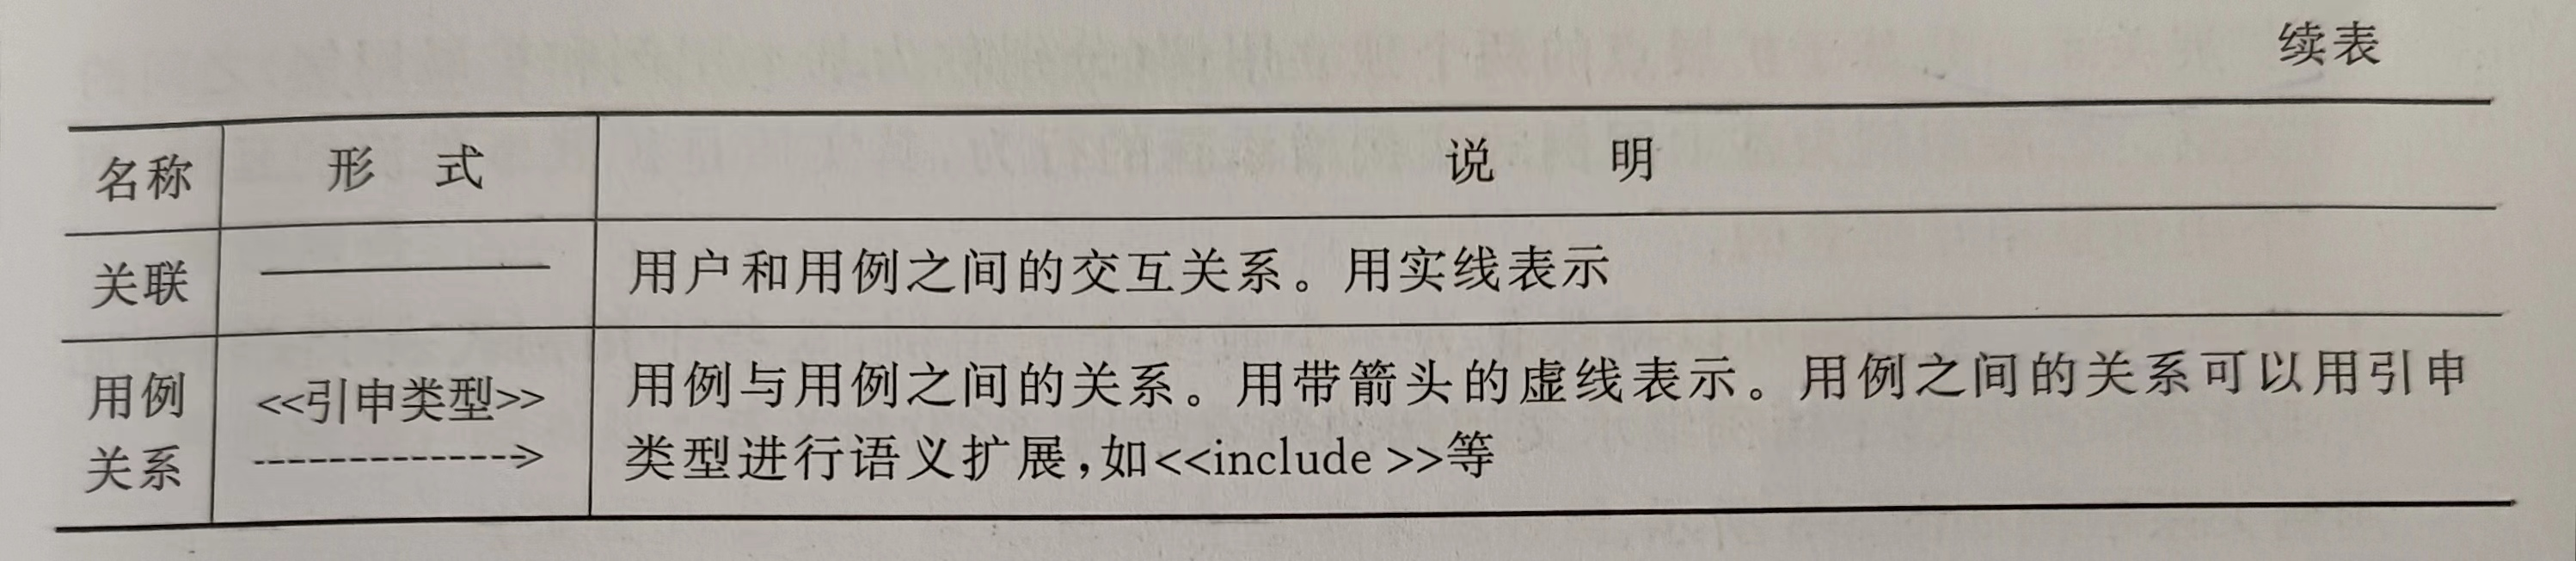 续表
名称 形 式 说 明
关联 用户和用例之间的交互关系。用实线表示
用例
关系
<<引申类型>>
用例与用例之间的关系。用带箭头的虚线表示。用例之间的关系可以用引申
类型进行语义扩展,如<<include >>等